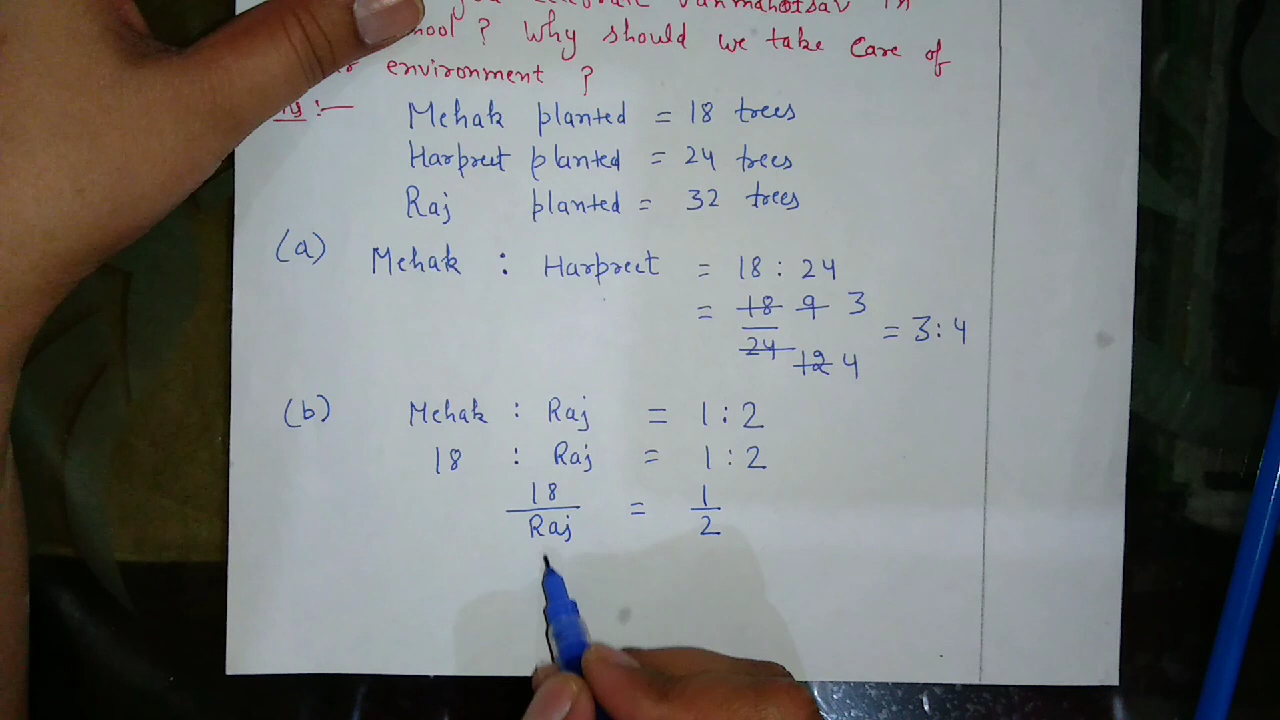 Vanmahotsav in
? Why should we take Care of
environment ?
:—
Mehak planted = 18 trees
Harpreet planted = 24 trees
Raj planted = 32 trees
(a) Mehak : Harpreet = 18 : 24
= 18 9 3
24 12 4 = 3:4
(b) Mehak : Raj = 1:2
18 : Raj = 1:2
18/Raj = 1/2